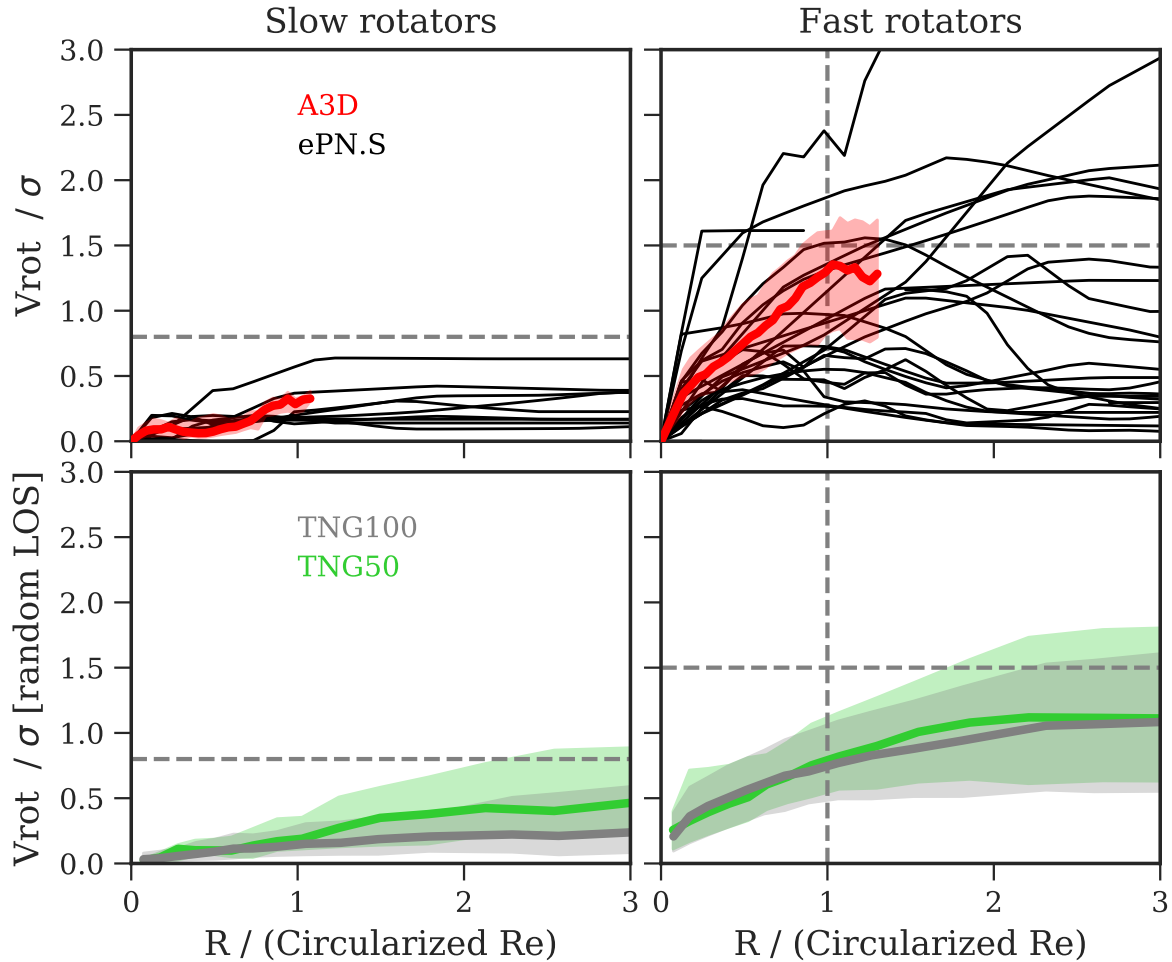 Slow rotators
Fast rotators
3.0
2.5
2.0
1.5
1.0
0.5
0.0
Vrot / σ
A3D
ePN.S
3.0
2.5
2.0
1.5
1.0
0.5
0.0
Vrot / σ [random LOS]
TNG100
TNG50
0
1
2
3
0
1
2
3
R / (Circularized Re)
R / (Circularized Re)